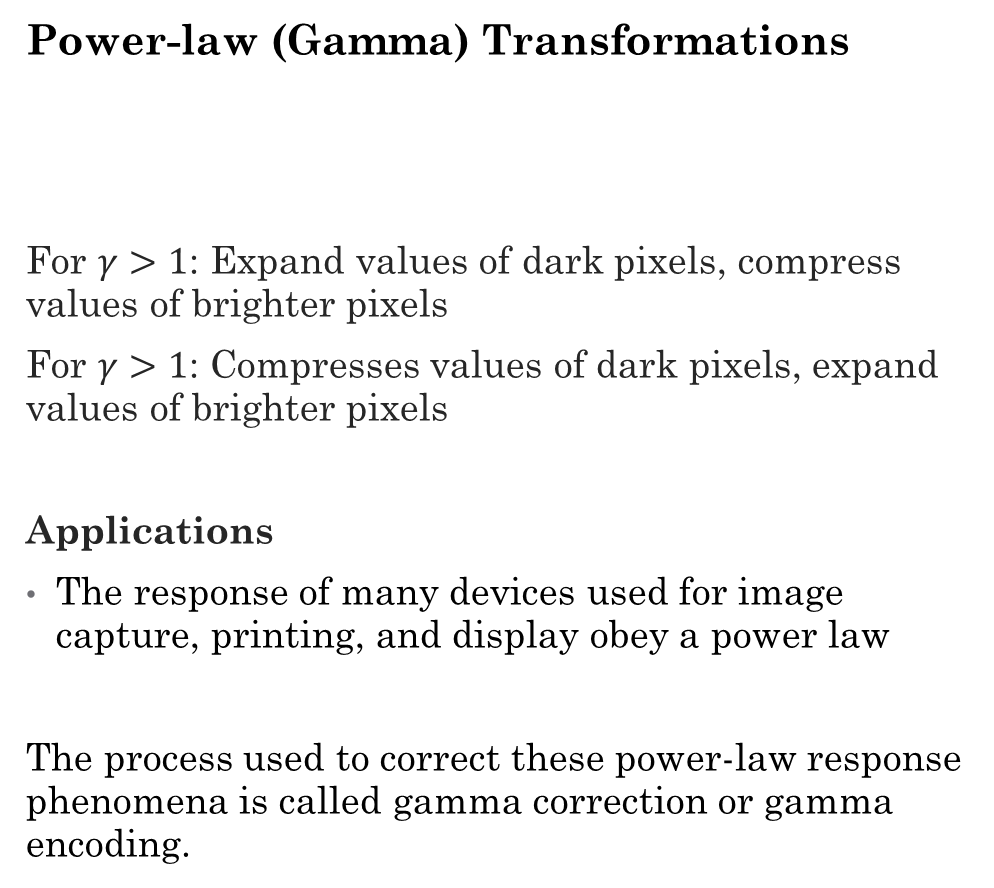 Power-law (Gamma) Transformations
For γ > 1: Expand values of dark pixels, compress
values of brighter pixels
For γ > 1: Compresses values of dark pixels, expand
values of brighter pixels
Applications
• The response of many devices used for image
capture, printing, and display obey a power law
The process used to correct these power-law response
phenomena is called gamma correction or gamma
encoding.